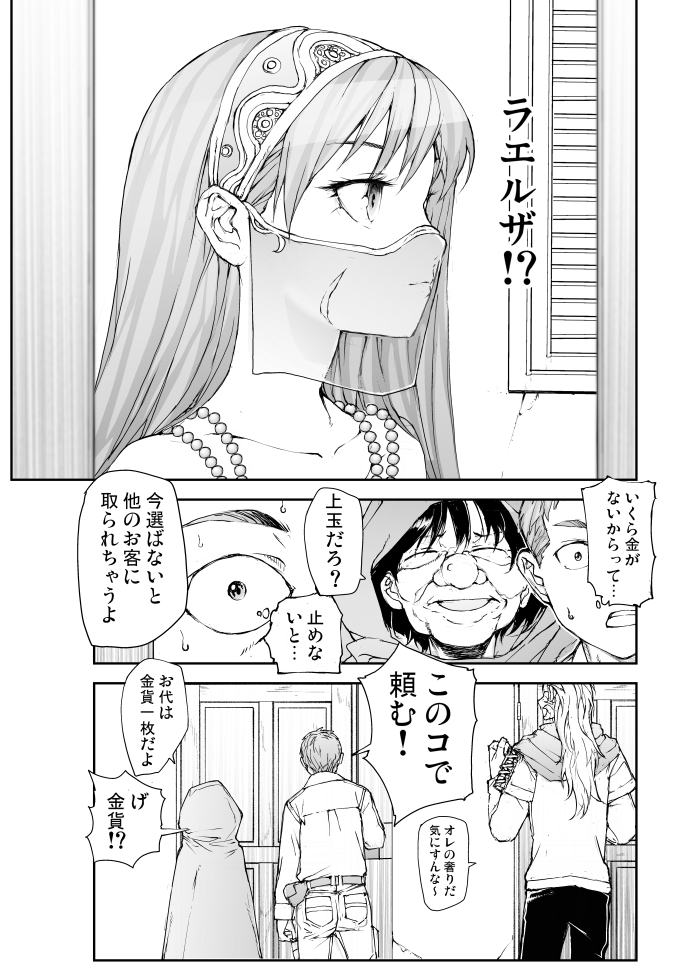 ラエルザ!?
いくら金が
ないからって…
上玉だろ？
止めな
いと…
今選ばないと
他のお客に
取られちゃうよ
オレの奢りだ
気にすんな～
このコで
頼む！
お代は
金貨一枚だよ
げ
金貨!?